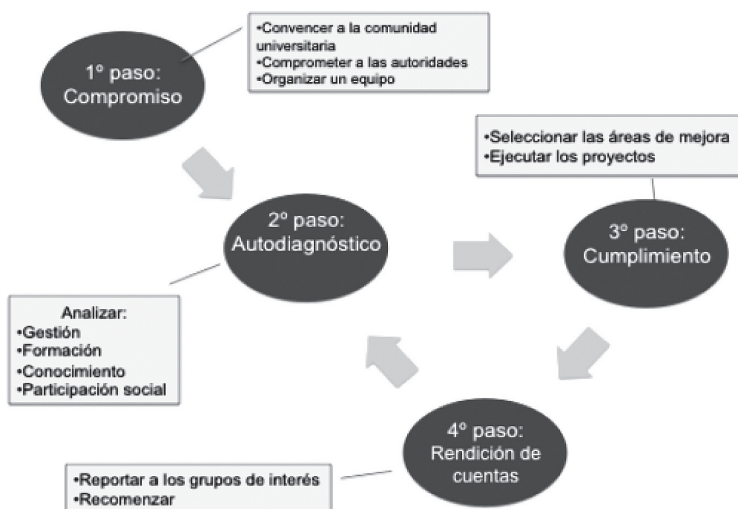 1º paso:
Compromiso
•Convencer a la comunidad
universitaria
•Comprometer a las autoridades
•Organizar un equipo
2º paso:
Autodiagnóstico
Analizar:
•Gestión
•Formación
•Conocimiento
•Participación social
•Seleccionar las áreas de mejora
•Ejecutar los proyectos
3º paso:
Cumplimiento
4º paso:
Rendición de
cuentas
•Reportar a los grupos de interés
•Recomenzar